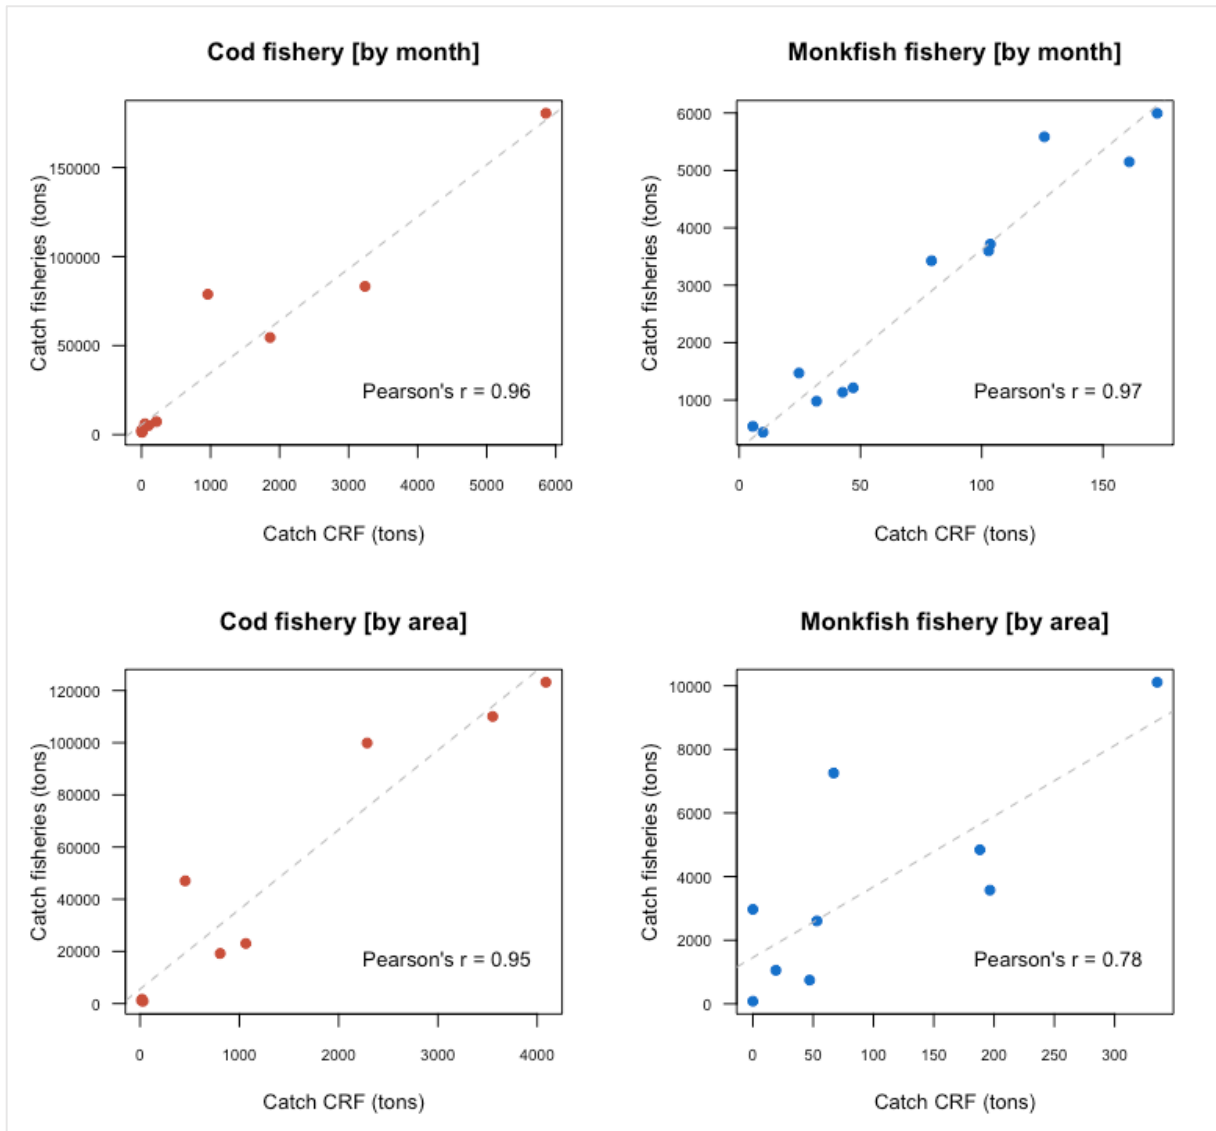 Cod fishery [by month]
Catch fisheries (tons)
150000
100000
50000
0
Pearson's r = 0.96
0 1000 2000 3000 4000 5000 6000
Catch CRF (tons)
Monkfish fishery [by month]
Catch fisheries (tons)
6000
5000
4000
3000
2000
1000
Pearson's r = 0.97
0 50 100 150
Catch CRF (tons)
Cod fishery [by area]
Catch fisheries (tons)
120000
100000
80000
60000
40000
20000
0
Pearson's r = 0.95
0 1000 2000 3000 4000
Catch CRF (tons)
Monkfish fishery [by area]
Catch fisheries (tons)
10000
8000
6000
4000
2000
0
Pearson's r = 0.78
0 50 100 150 200 250 300
Catch CRF (tons)